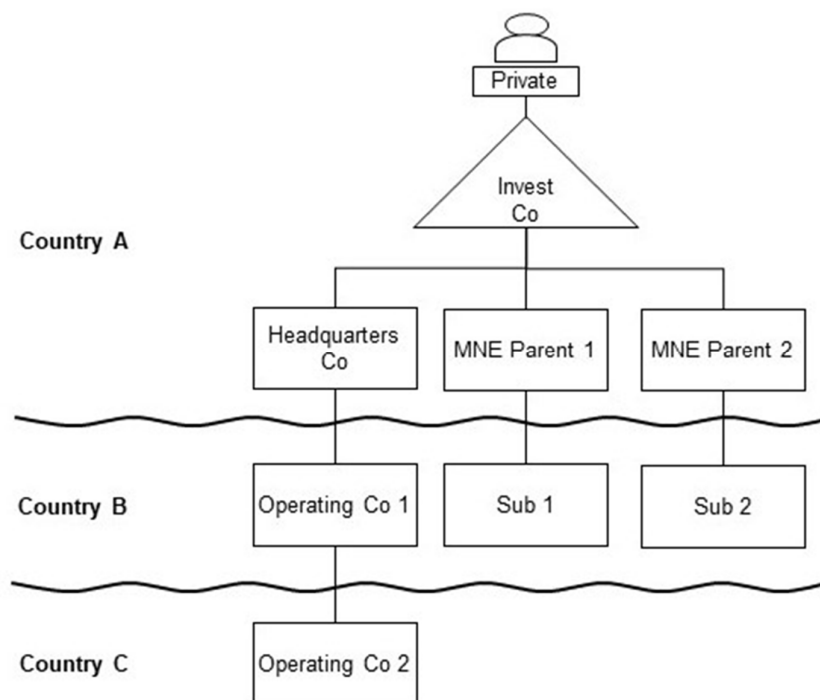 Private
Invest
Co
Country A
Headquarters
Co
MNE Parent 1
MNE Parent 2
Country B
Operating Co 1
Sub 1
Sub 2
Country C
Operating Co 2